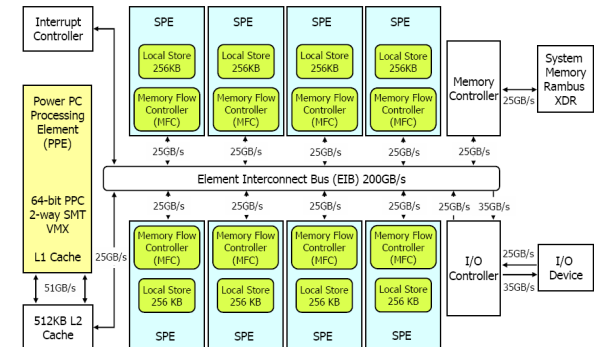 Interrupt
Controller
Power PC
Processing
Element
(PPE)
64-bit PPC
2-way SMT
VMX
L1 Cache
51GB/s
512KB L2
Cache
25GB/s
SPE
Local Store
256KB
Memory Flow
Controller
(MFC)
25GB/s
SPE
Local Store
256KB
Memory Flow
Controller
(MFC)
25GB/s
SPE
Local Store
256KB
Memory Flow
Controller
(MFC)
25GB/s
SPE
Local Store
256KB
Memory Flow
Controller
(MFC)
25GB/s
Memory
Controller
25GB/s
25GB/s
System
Memory
Rambus
XDR
Element Interconnect Bus (EIB) 200GB/s
25GB/s
Memory Flow
Controller
(MFC)
Local Store
256 KB
SPE
25GB/s
Memory Flow
Controller
(MFC)
Local Store
256 KB
SPE
25GB/s
Memory Flow
Controller
(MFC)
Local Store
256 KB
SPE
25GB/s
Memory Flow
Controller
(MFC)
Local Store
256 KB
SPE
25GB/s
35GB/s
I/O
Controller
25GB/s
35GB/s
I/O
Device